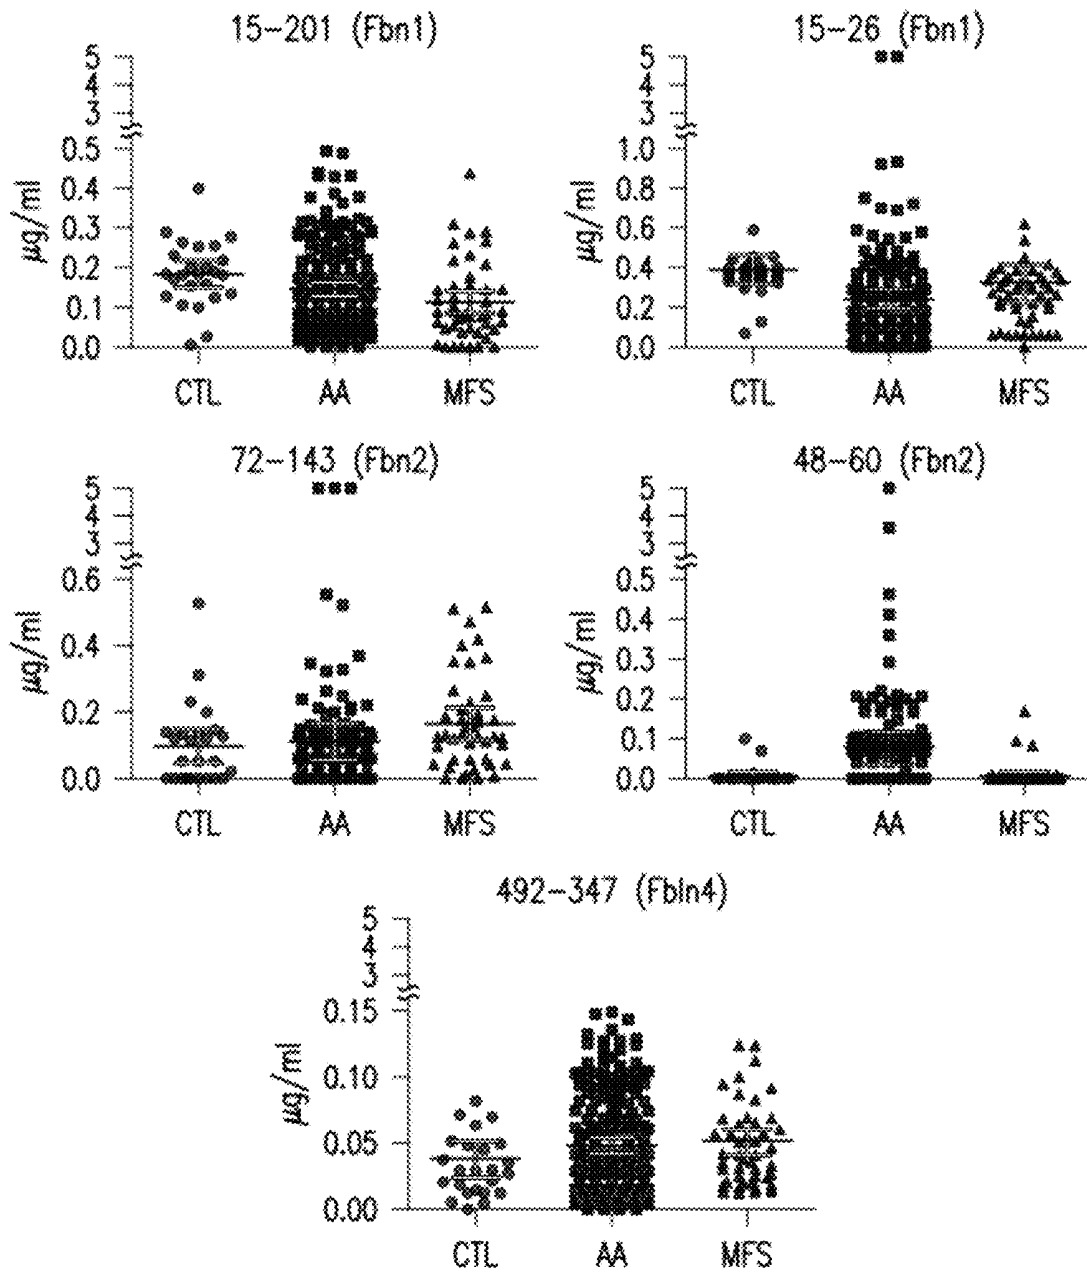 15-201 (Fbn1)
5
4
3
0.5
0.4
0.3
0.2
0.1
0.0
µg/ml
CTL AA MFS
15-26 (Fbn1)
5
4
3
1.0
0.8
0.6
0.4
0.2
0.0
µg/ml
CTL AA MFS
72-143 (Fbn2)
5
4
3
0.6
0.4
0.2
0.0
µg/ml
CTL AA MFS
48-60 (Fbn2)
5
4
3
0.5
0.4
0.3
0.2
0.1
0.0
µg/ml
CTL AA MFS
492-347 (Fbln4)
5
4
3
0.15
0.10
0.05
0.00
µg/ml
CTL AA MFS